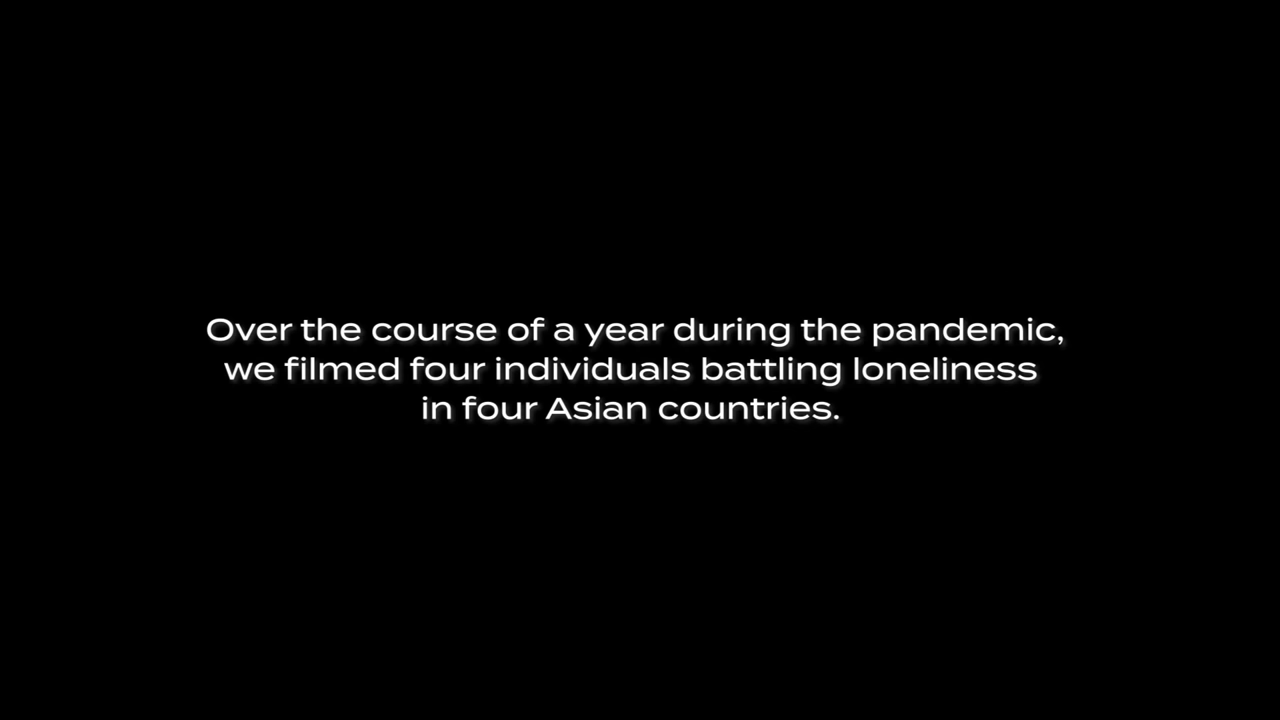 Over the course of a year during the pandemic,
we filmed four individuals battling loneliness
in four Asian countries.